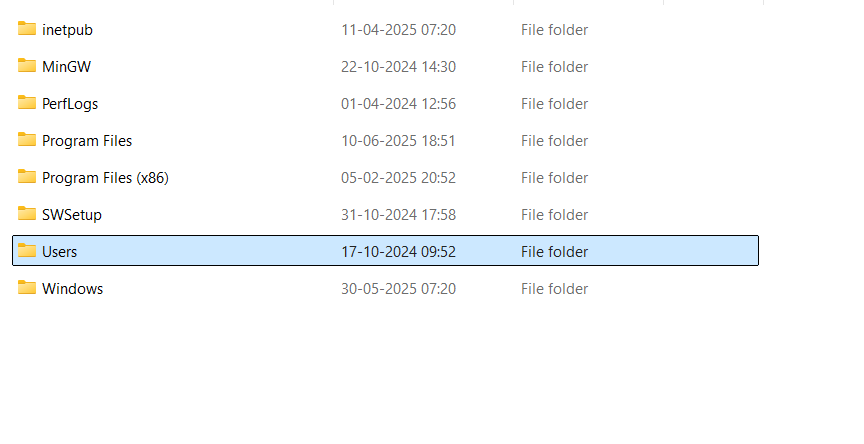 inetpub 11-04-2025 07:20 File folder
MinGW 22-10-2024 14:30 File folder
PerfLogs 01-04-2024 12:56 File folder
Program Files 10-06-2025 18:51 File folder
Program Files (x86) 05-02-2025 20:52 File folder
SWSetup 31-10-2024 17:58 File folder
Users 17-10-2024 09:52 File folder
Windows 30-05-2025 07:20 File folder